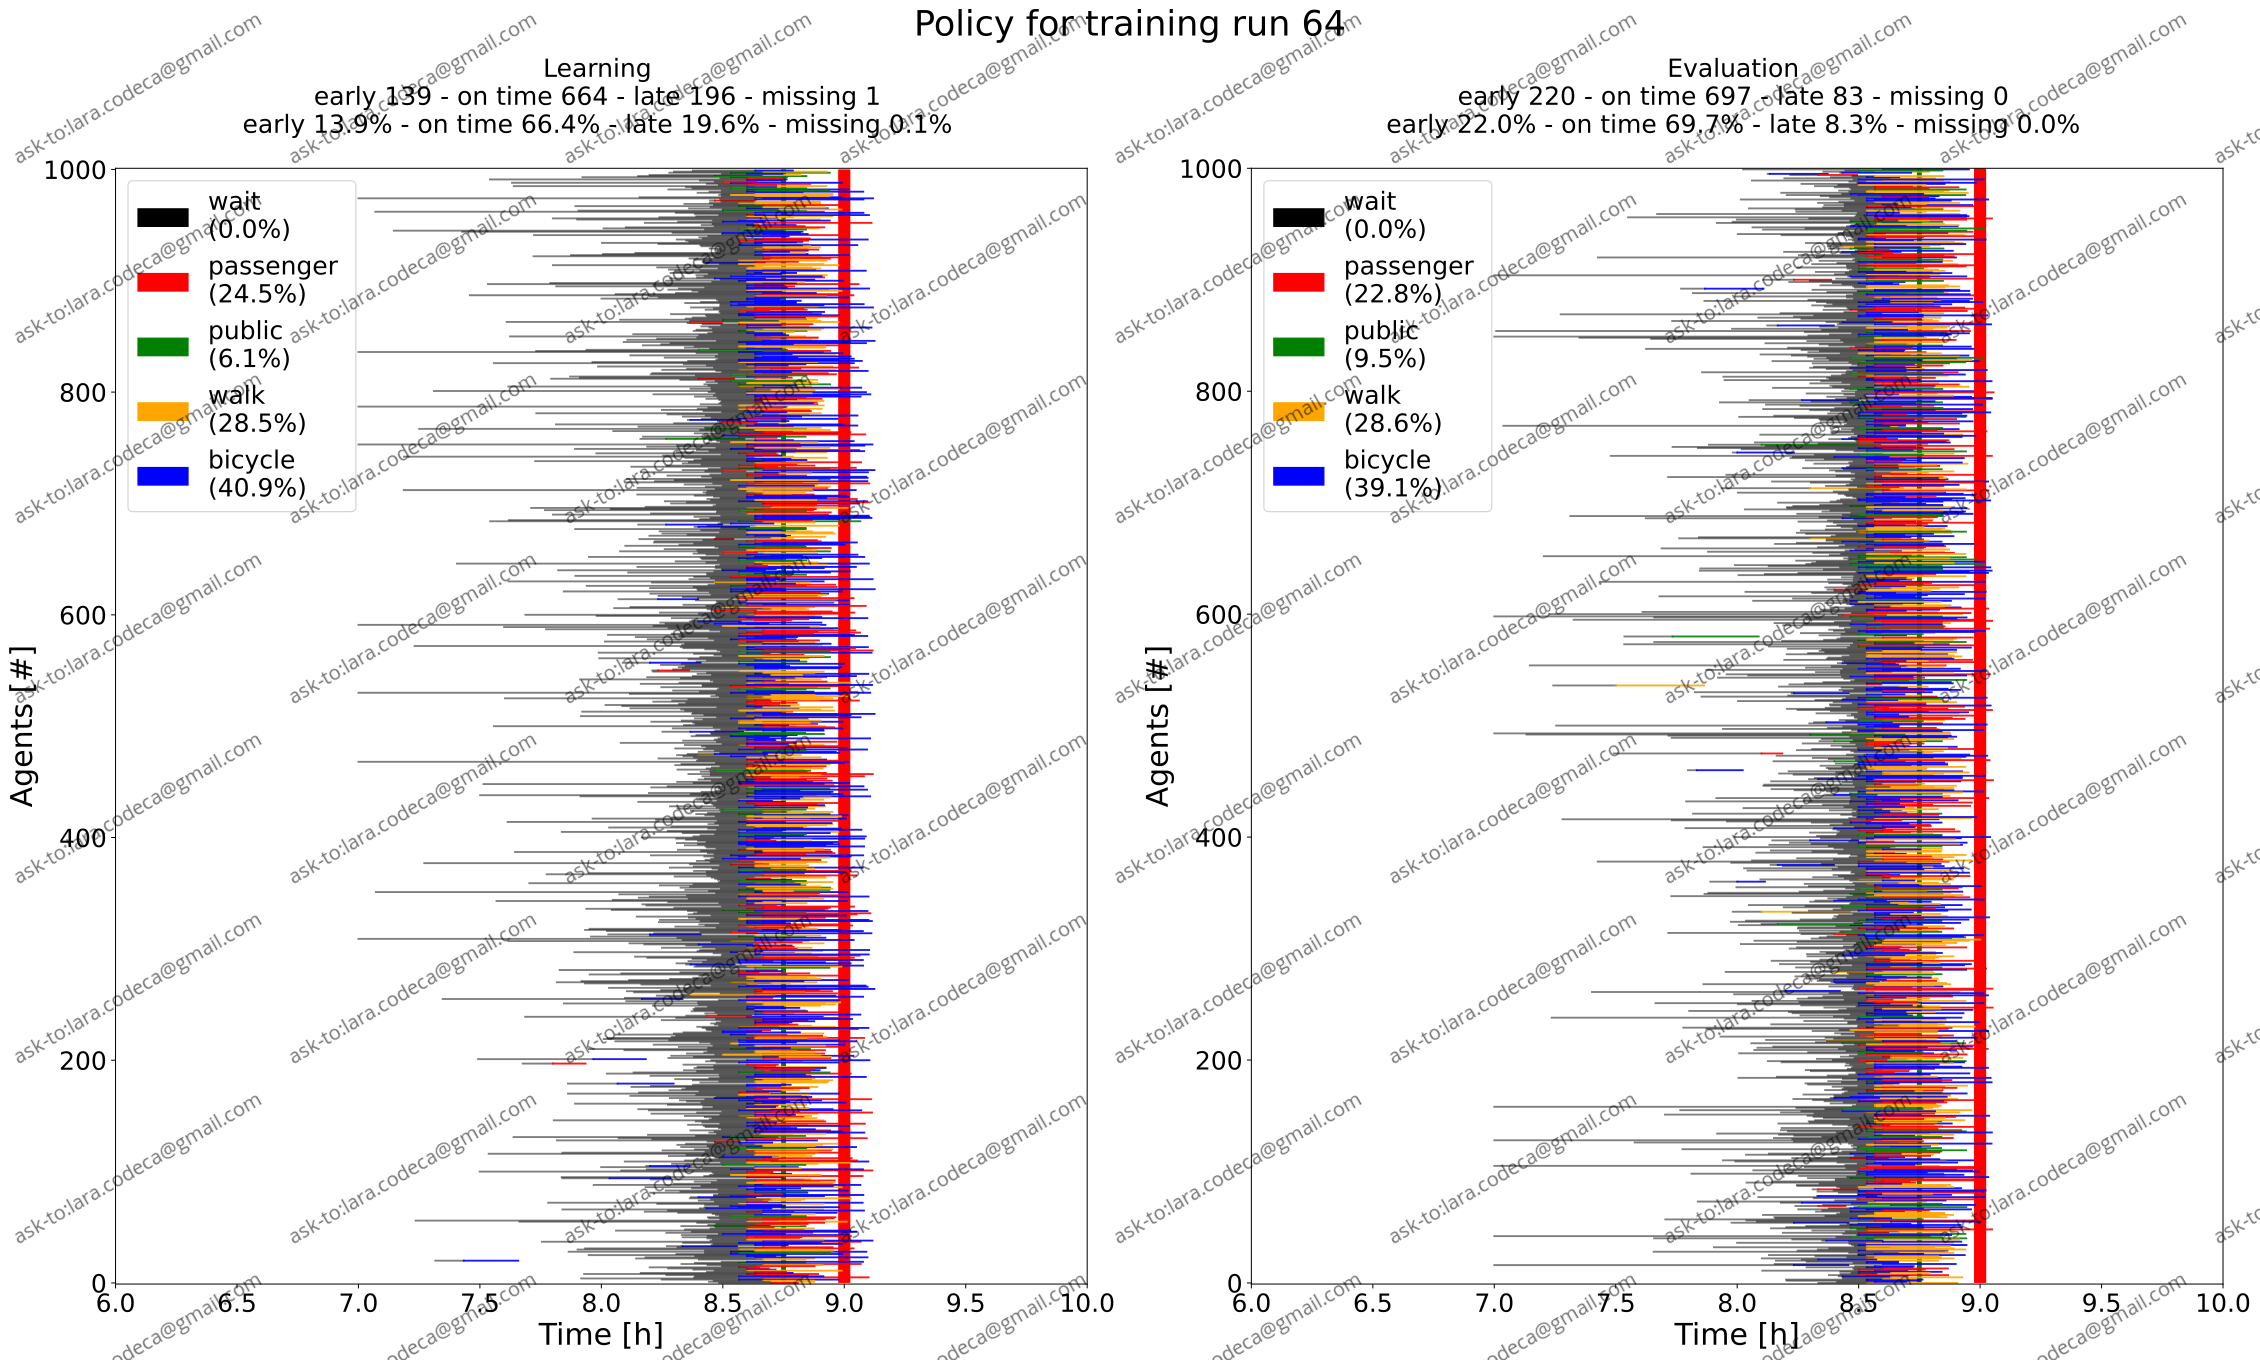 Policy for training run 64
Learning
early 139 - on time 664 - late 196 - missing 1
early 13.9% - on time 66.4% - late 19.6% - missing 0.1%
1000
800
600
400
200
0
Agents [#]
wait
(0.0%)
passenger
(24.5%)
public
(6.1%)
walk
(28.5%)
bicycle
(40.9%)
6.0 6.5 7.0 7.5 8.0 8.5 9.0 9.5 10.0
Time [h]
Evaluation
early 220 - on time 697 - late 83 - missing 0
early 22.0% - on time 69.7% - late 8.3% - missing 0.0%
1000
800
600
400
200
0
Agents [#]
wait
(0.0%)
passenger
(22.8%)
public
(9.5%)
walk
(28.6%)
bicycle
(39.1%)
6.0 6.5 7.0 7.5 8.0 8.5 9.0 9.5 10.0
Time [h]
ask-to:lara.codeca@gmail.com